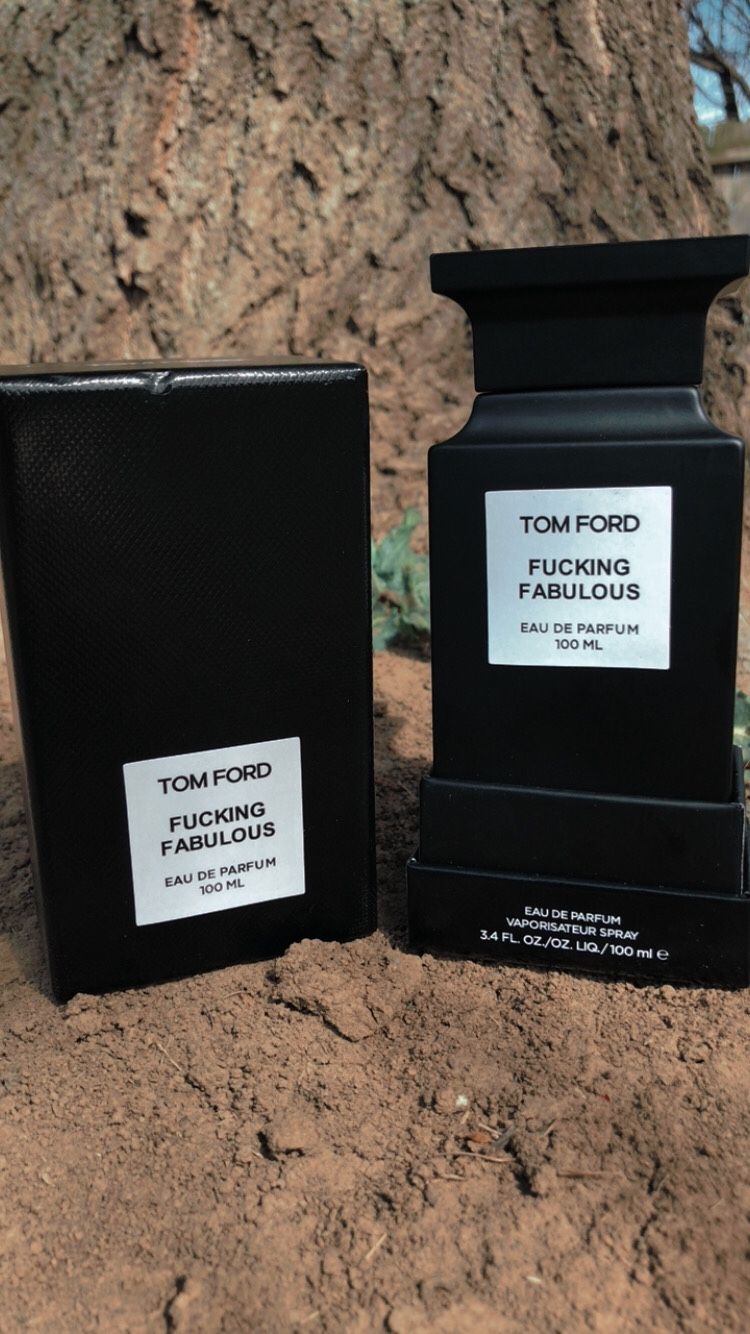 TOM FORD
FUCKING
FABULOUS
EAU DE PARFUM
100 ML
TOM FORD
FUCKING
FABULOUS
EAU DE PARFUM
100 ML
EAU DE PARFUM
VAPORISATEUR SPRAY
3.4 FL. OZ./OZ. LIQ./100 ml ℮